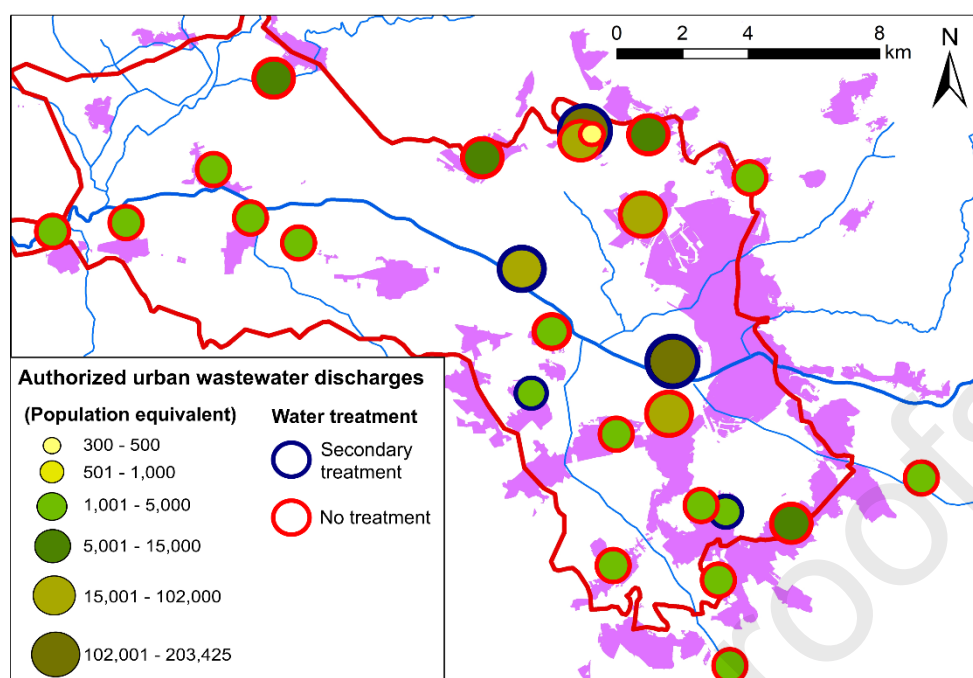 0 2 4 8
km
N
Authorized urban wastewater discharges
(Population equivalent)
300 - 500
501 - 1,000
1,001 - 5,000
5,001 - 15,000
15,001 - 102,000
102,001 - 203,425
Water treatment
Secondary
treatment
No treatment
roofs